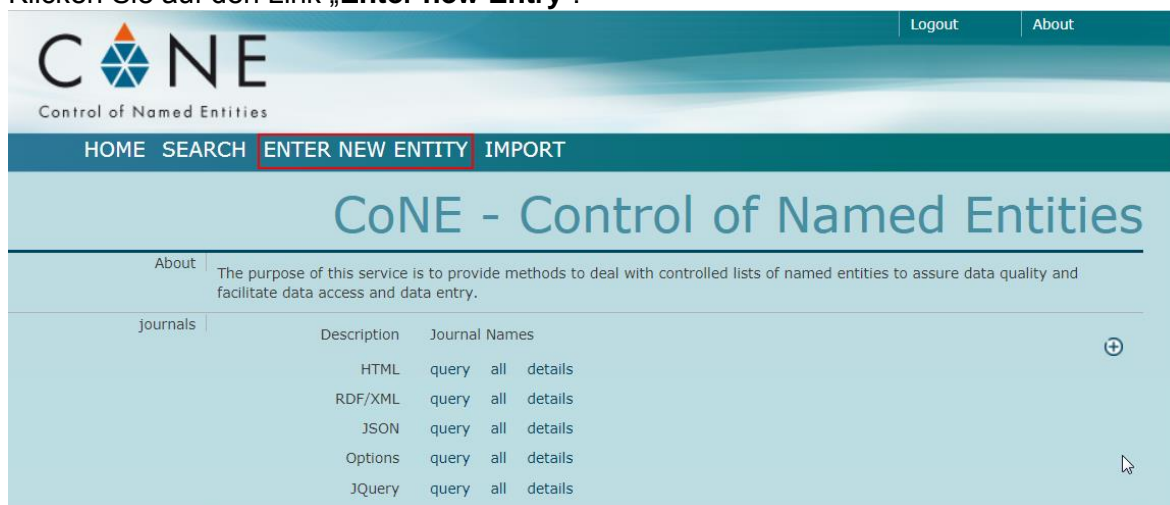 Klicken Sie auf den Link „Enter new Entry“.
Logout About
CONE
Control of Named Entities
HOME SEARCH ENTER NEW ENTITY IMPORT
CoNE - Control of Named Entities
About The purpose of this service is to provide methods to deal with controlled lists of named entities to assure data quality and
facilitate data access and data entry.
journals
Description Journal Names
HTML query all details
RDF/XML query all details
JSON query all details
Options query all details
JQuery query all details